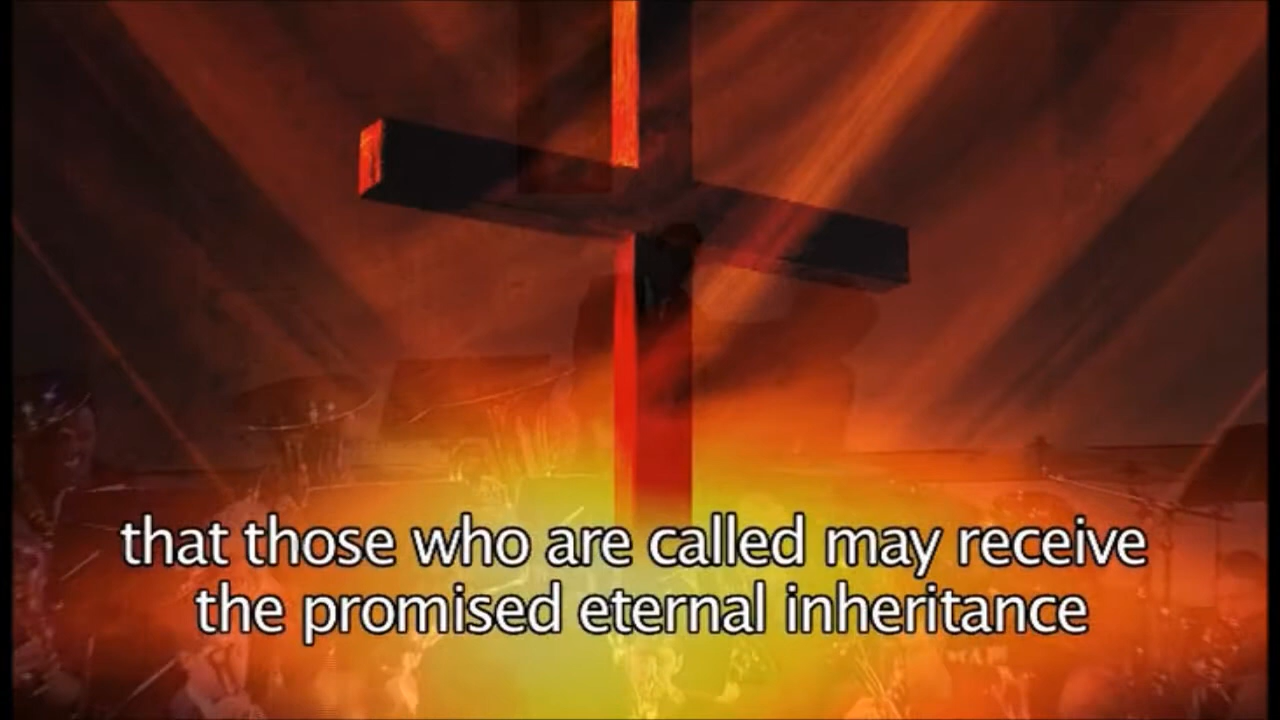 that those who are called may receive
the promised eternal inheritance